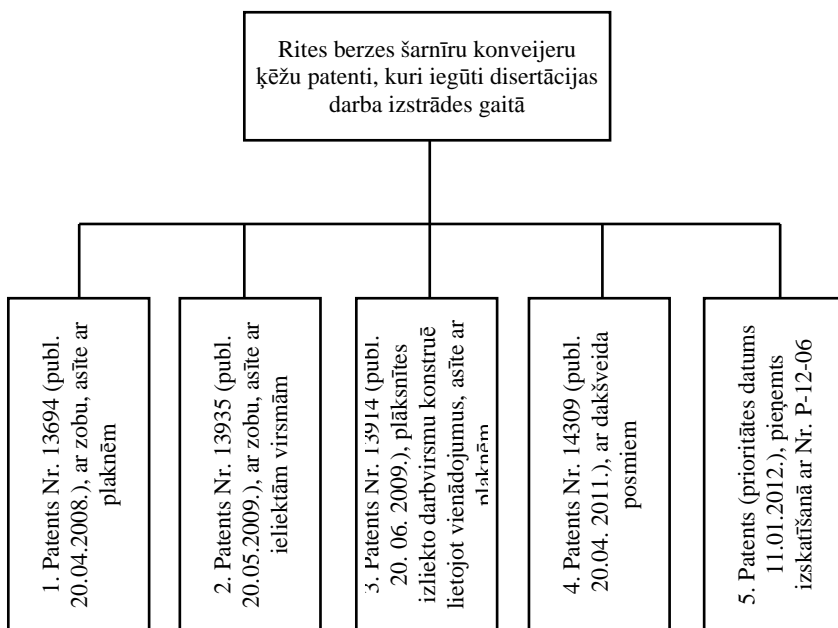 Rites berzes šarnīru konveijeru
ķēžu patenti, kuri iegūti disertācijas
darba izstrādes gaitā
1. Patents Nr. 13694 (publ.
20.04.2008.), ar zobu, asīte ar
plaknēm
2. Patents Nr. 13935 (publ.
20.05.2009.), ar zobu, asīte ar
ieliektām virsmām
3. Patents Nr. 13914 (publ.
20. 06. 2009.), plāksnītes
izliekto darbvirsmu konstruē
lietojot vienādojumus, asīte ar
plaknēm
4. Patents Nr. 14309 (publ.
20.04. 2011.), ar dakšveida
posmiem
5. Patents (prioritātes datums
11.01.2012.), pieņemts
izskatīšanā ar Nr. P-12-06